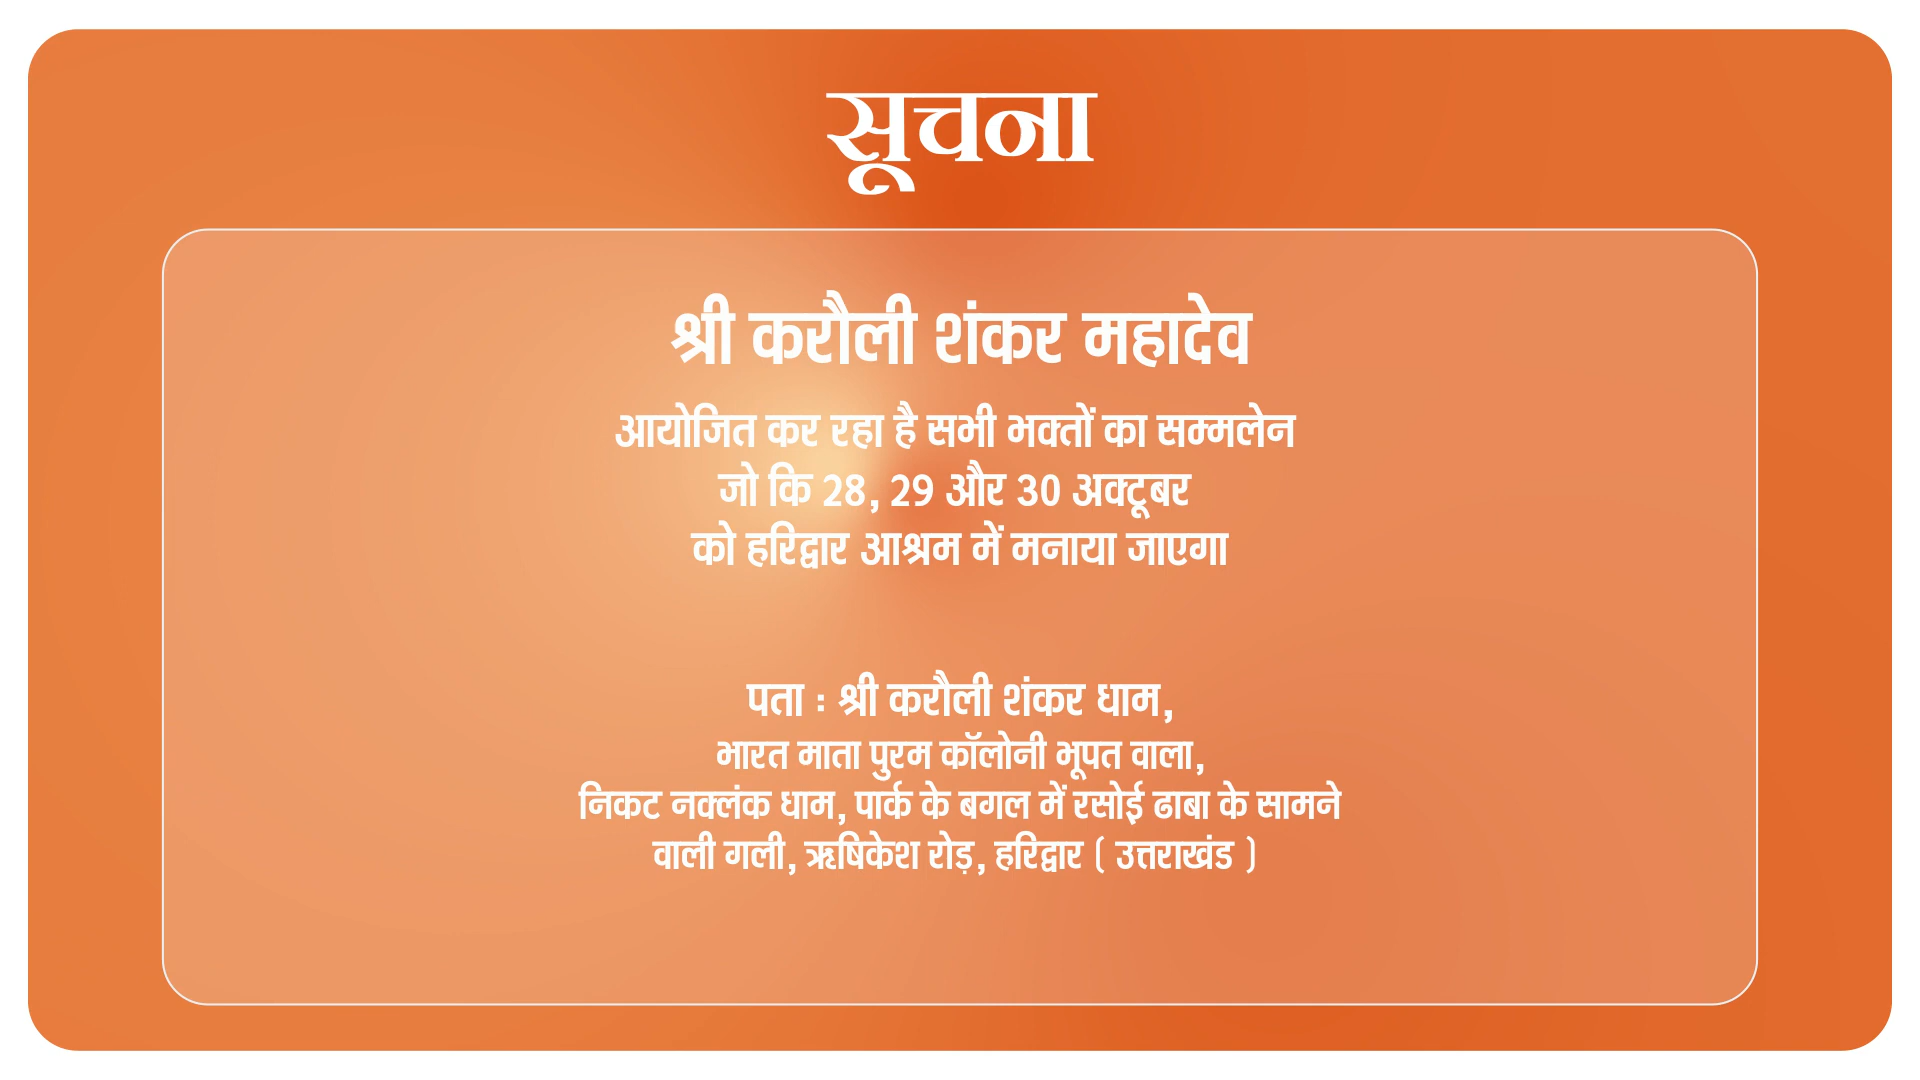 सूचना
श्री करौली शंकर महादेव
आयोजित कर रहा है सभी भक्तों का सम्मलेन
जो कि 28, 29 और 30 अक्टूबर
को हरिद्वार आश्रम में मनाया जाएगा
पता : श्री करौली शंकर धाम,
भारत माता पुरम कॉलोनी भूपत वाला,
निकट नक्लंक धाम, पार्क के बगल में रसोई ढाबा के सामने
वाली गली, ऋषिकेश रोड़, हरिद्वार ( उत्तराखंड )